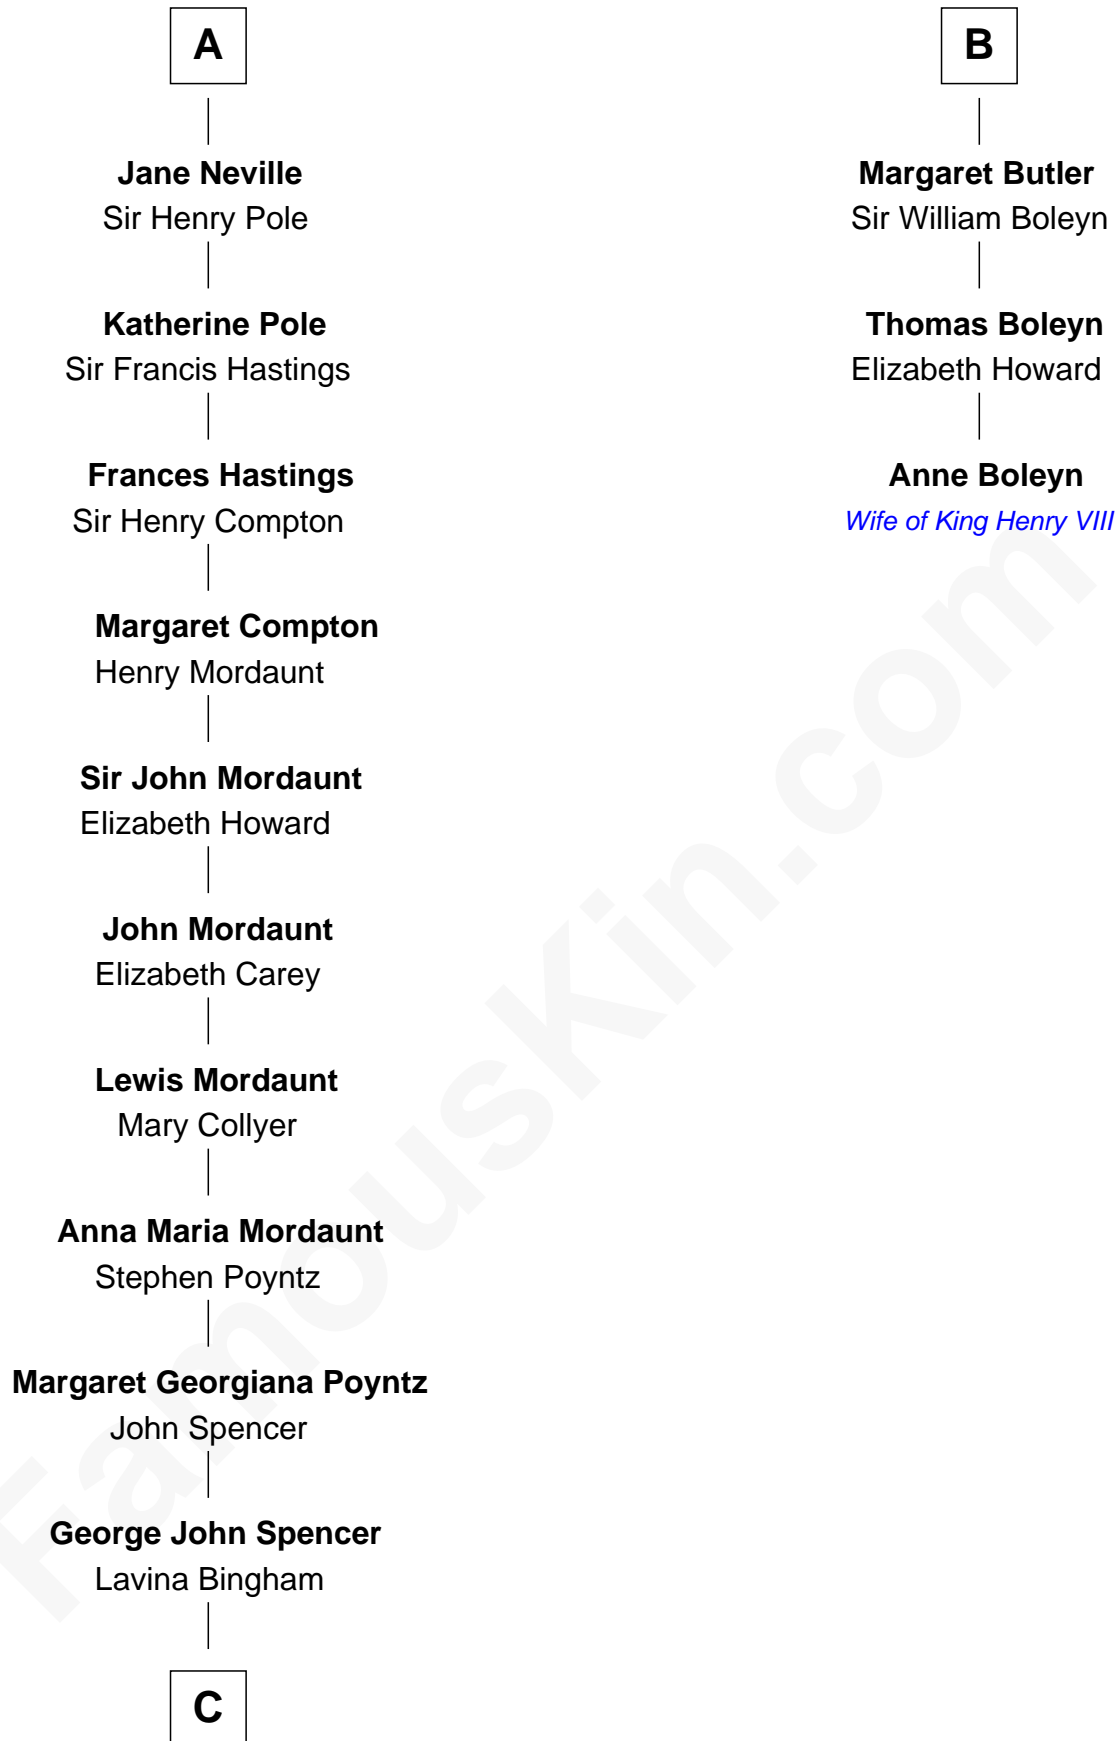 A
Jane Neville
Sir Henry Pole
Katherine Pole
Sir Francis Hastings
Frances Hastings
Sir Henry Compton
Margaret Compton
Henry Mordaunt
Sir John Mordaunt
Elizabeth Howard
John Mordaunt
Elizabeth Carey
Lewis Mordaunt
Mary Collyer
Anna Maria Mordaunt
Stephen Poyntz
Margaret Georgiana Poyntz
John Spencer
George John Spencer
Lavina Bingham
C
B
Margaret Butler
Sir William Boleyn
Thomas Boleyn
Elizabeth Howard
Anne Boleyn
Wife of King Henry VIII
FamousKin.com